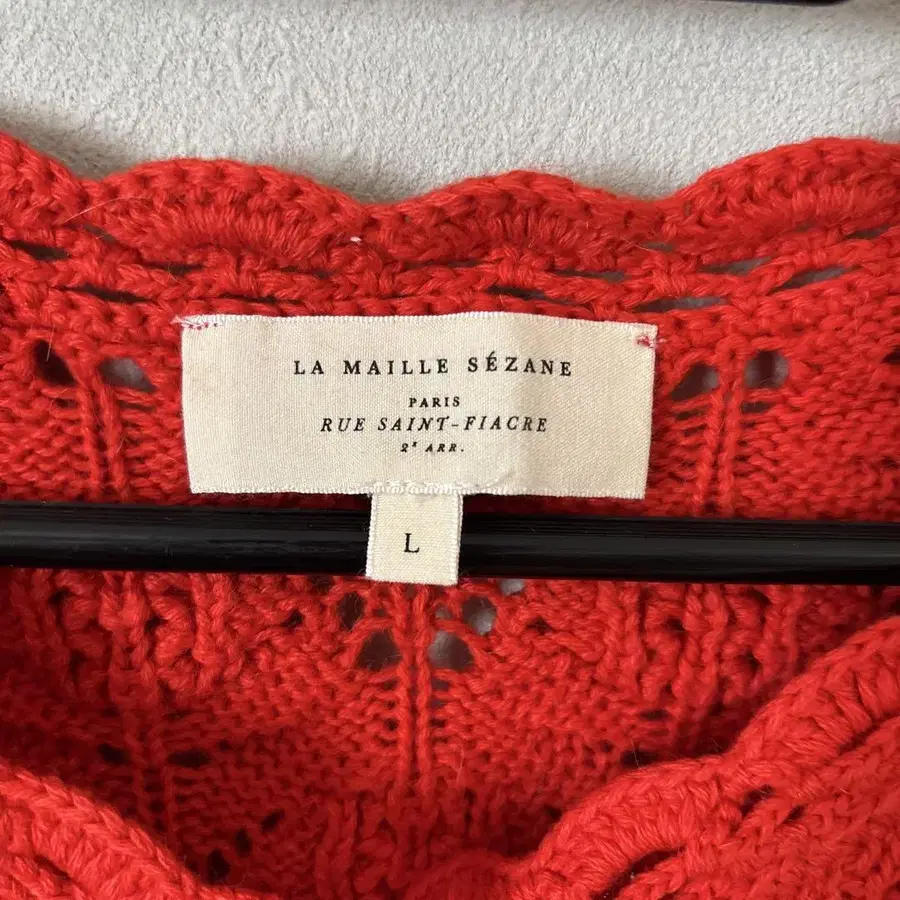 LA MAILLE SÉZANE
PARIS
RUE SAINT-FIACRE
2ᵉ ARR.
L